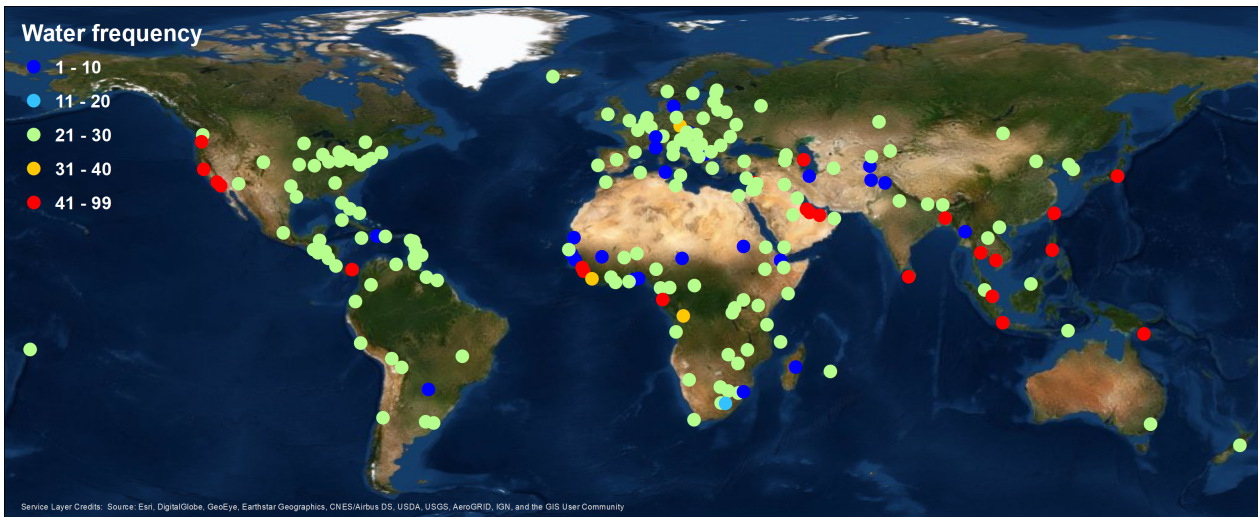 Water frequency
1 - 10
11 - 20
21 - 30
31 - 40
41 - 99
Service Layer Credits: Source: Esri, DigitalGlobe, GeoEye, Earthstar Geographics, CNES/Airbus DS, USDA, USGS, AeroGRID, IGN, and the GIS User Community